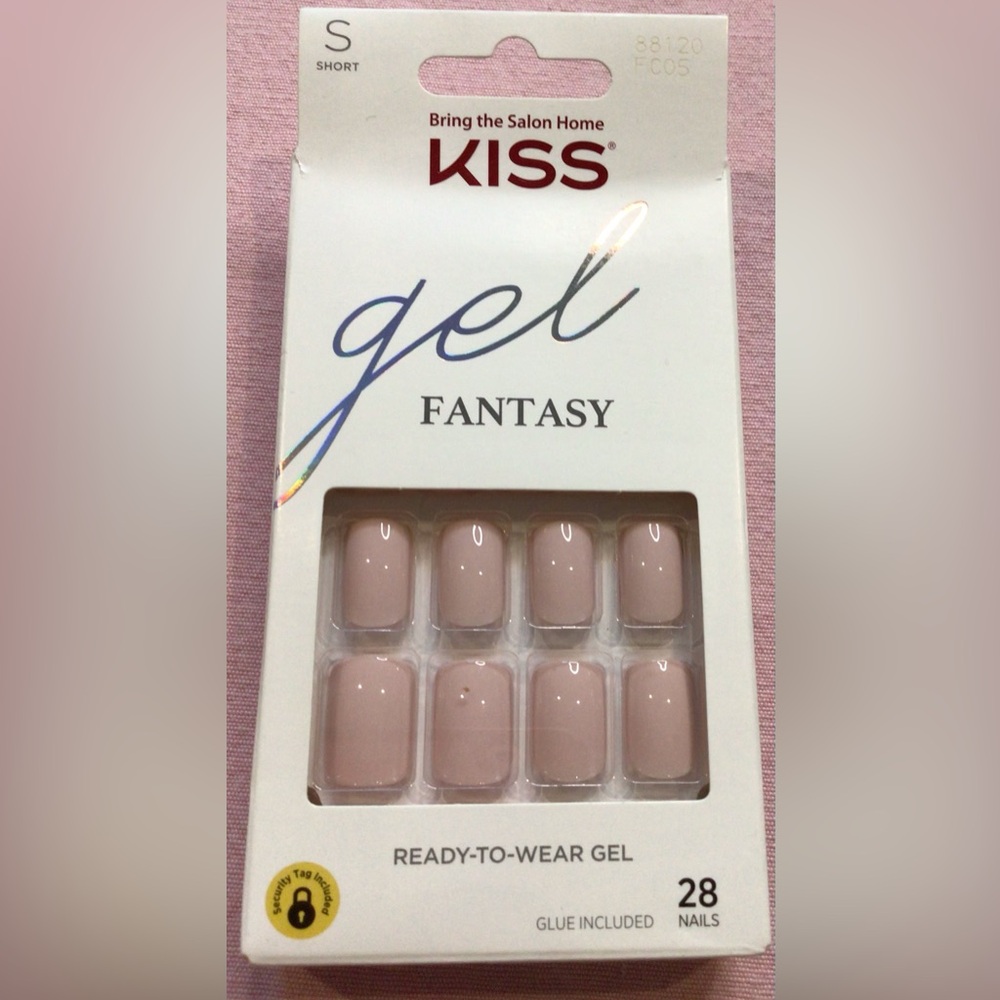 S
SHORT
88120
FC05
Bring the Salon Home
KISS®
gel
FANTASY
READY-TO-WEAR GEL
Security Tag Included
28
GLUE INCLUDED NAILS